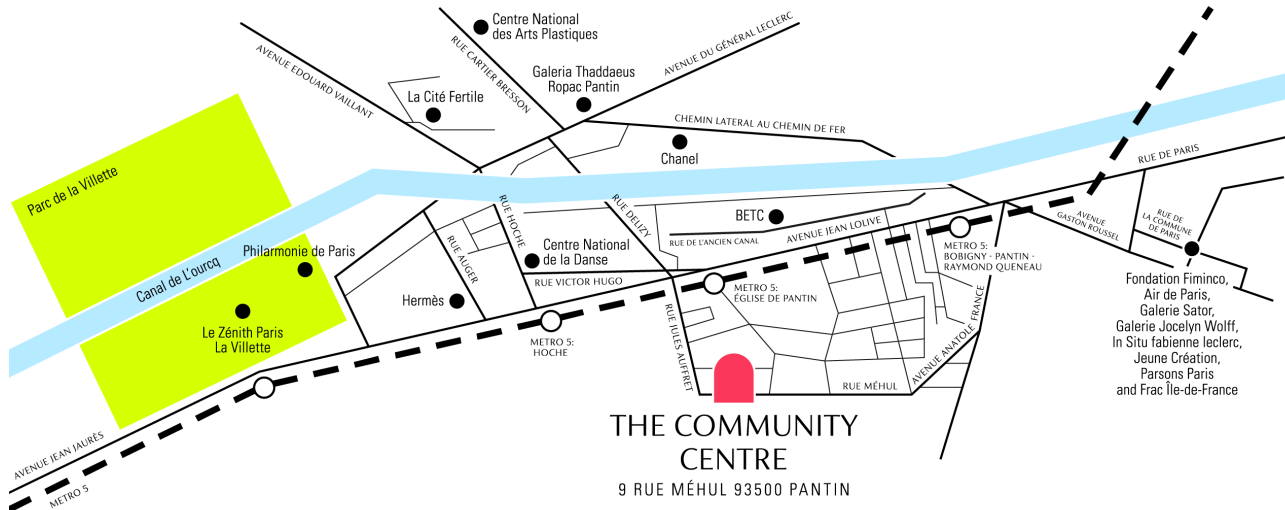 Centre National
des Arts Plastiques
AVENUE EDOUARD VAILLANT
RUE CARTIER BRESSON
AVENUE DU GÉNÉRAL LECLERC
Galeria Thaddaeus
Ropac Pantin
La Cité Fertile
CHEMIN LATERAL AU CHEMIN DE FER
Chanel
RUE DE PARIS
Parc de la Villette
RUE HOCHE
RUE DELIZY
BETC
RUE DE L'ANCIEN CANAL
AVENUE JEAN LOLIVE
AVENUE
GASTON ROUSSEL
RUE DE
LA COMMUNE
DE PARIS
Philarmonie de Paris
Canal de L'ourcq
RUE AUGER
Centre National
de la Danse
RUE VICTOR HUGO
METRO 5:
BOBIGNY - PANTIN -
RAYMOND QUENEAU
Hermès
METRO 5:
ÉGLISE DE PANTIN
Le Zénith Paris
La Villette
METRO 5:
HOCHE
RUE JULES AUFFRET
AVENUE ANATOLE FRANCE
RUE MÉHUL
Fondation Fiminco,
Air de Paris,
Galerie Sator,
Galerie Jocelyn Wolff,
In Situ fabienne leclerc,
Jeune Création,
Parsons Paris
and Frac Île-de-France
AVENUE JEAN JAURÈS
METRO 5
THE COMMUNITY
CENTRE
9 RUE MÉHUL 93500 PANTIN